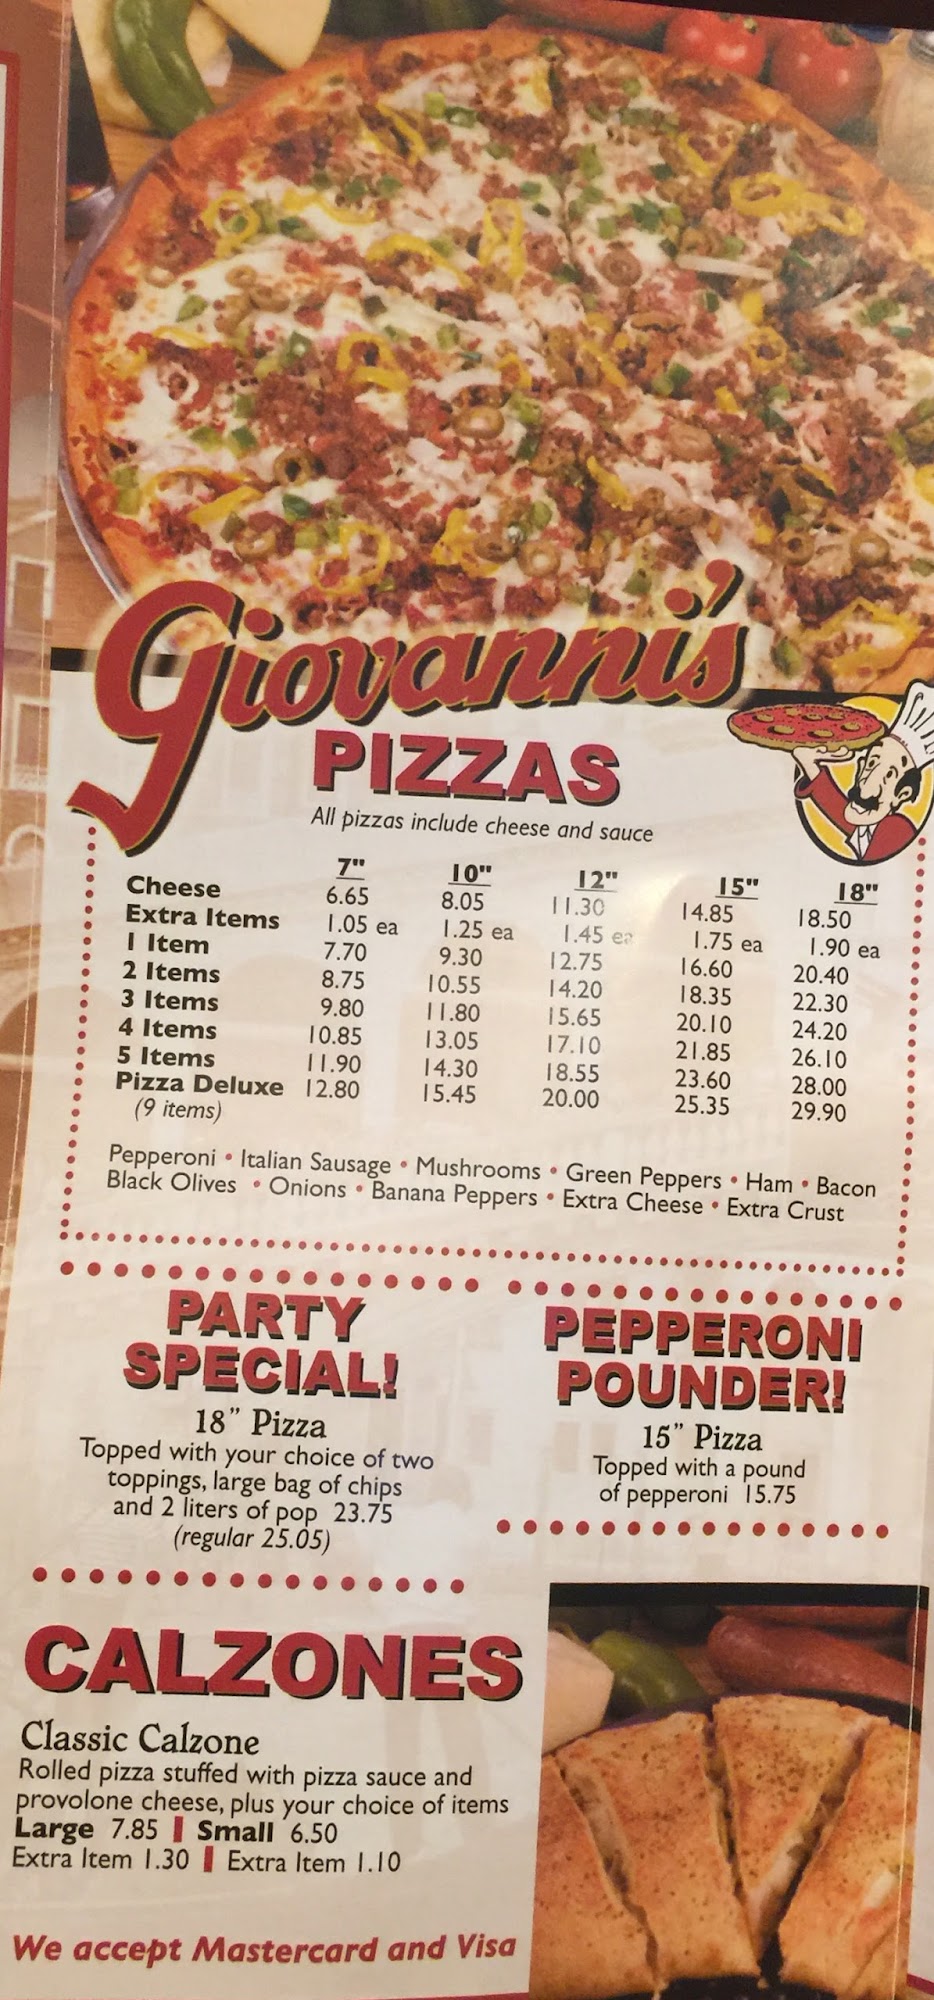 Giovanni's
PIZZAS
All pizzas include cheese and sauce
7" 10" 12" 15" 18"
Cheese 6.65 8.05 11.30 14.85 18.50
Extra Items 1.05 ea 1.25 ea 1.45 ea 1.75 ea 1.90 ea
1 Item 7.70 9.30 12.75 16.60 20.40
2 Items 8.75 10.55 14.20 18.35 22.30
3 Items 9.80 11.80 15.65 20.10 24.20
4 Items 10.85 13.05 17.10 21.85 26.10
5 Items 11.90 14.30 18.55 23.60 28.00
Pizza Deluxe 12.80 15.45 20.00 25.35 29.90
(9 items)
Pepperoni • Italian Sausage • Mushrooms • Green Peppers • Ham • Bacon
Black Olives • Onions • Banana Peppers • Extra Cheese • Extra Crust
PARTY
SPECIAL!
18” Pizza
Topped with your choice of two
toppings, large bag of chips
and 2 liters of pop 23.75
(regular 25.05)
PEPPERONI
POUNDER!
15” Pizza
Topped with a pound
of pepperoni 15.75
CALZONES
Classic Calzone
Rolled pizza stuffed with pizza sauce and
provolone cheese, plus your choice of items
Large 7.85 | Small 6.50
Extra Item 1.30 | Extra Item 1.10
We accept Mastercard and Visa